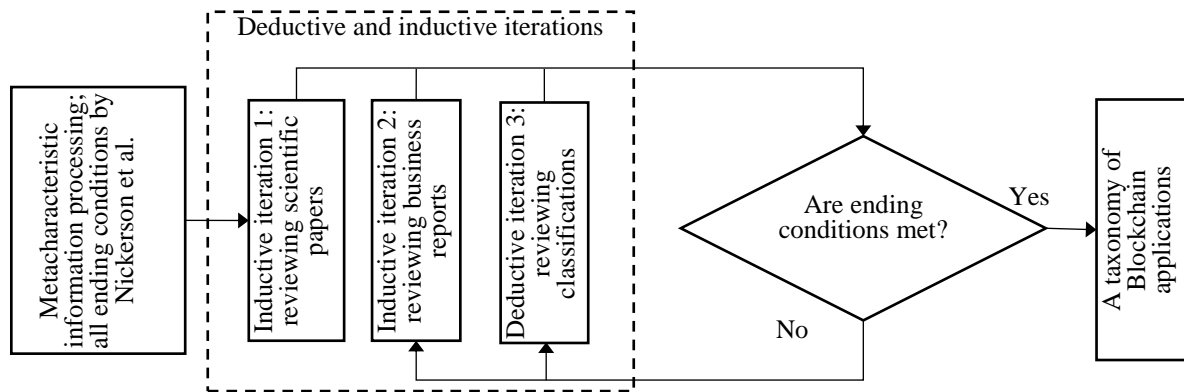 Deductive and inductive iterations
Metacharacteristic
information processing;
all ending conditions by
Nickerson et al.
Inductive iteration 1:
reviewing scientific
papers
Inductive iteration 2:
reviewing business
reports
Deductive iteration 3:
reviewing
classifications
Are ending
conditions met?
Yes
No
A taxonomy of
Blockchain
applications